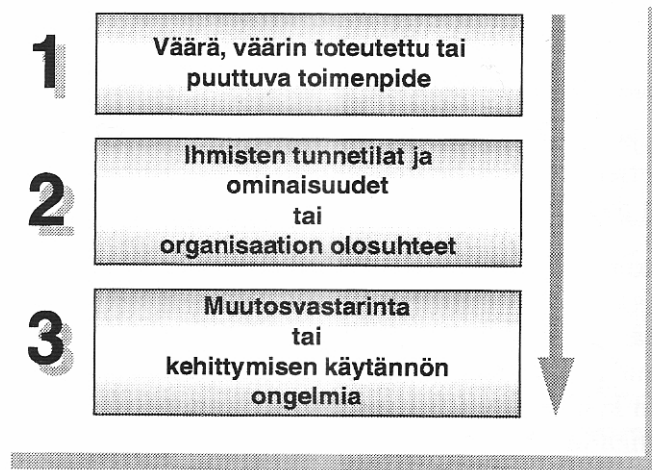 1
Väärä, väärin toteutettu tai
puuttuva toimenpide
2
Ihmisten tunnetilat ja
ominaisuudet
tai
organisaation olosuhteet
3
Muutosvastarinta
tai
kehittymisen käytännön
ongelmia